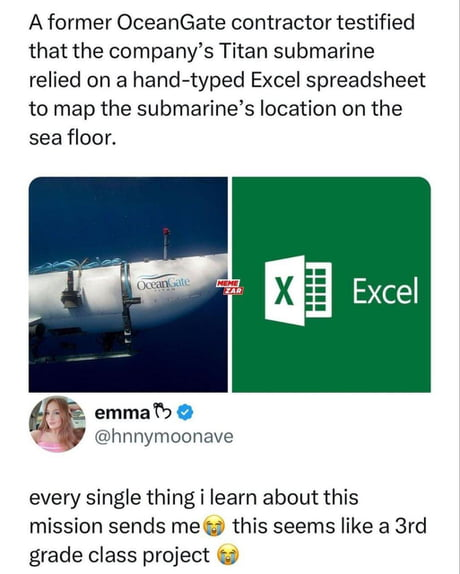 A former OceanGate contractor testified
that the company’s Titan submarine
relied on a hand-typed Excel spreadsheet
to map the submarine’s location on the
sea floor.
OceanGate
TITAN
MEME
ZAR
X
Excel
emma
@hnnymoonave
every single thing i learn about this
mission sends me😭 this seems like a 3rd
grade class project 😭